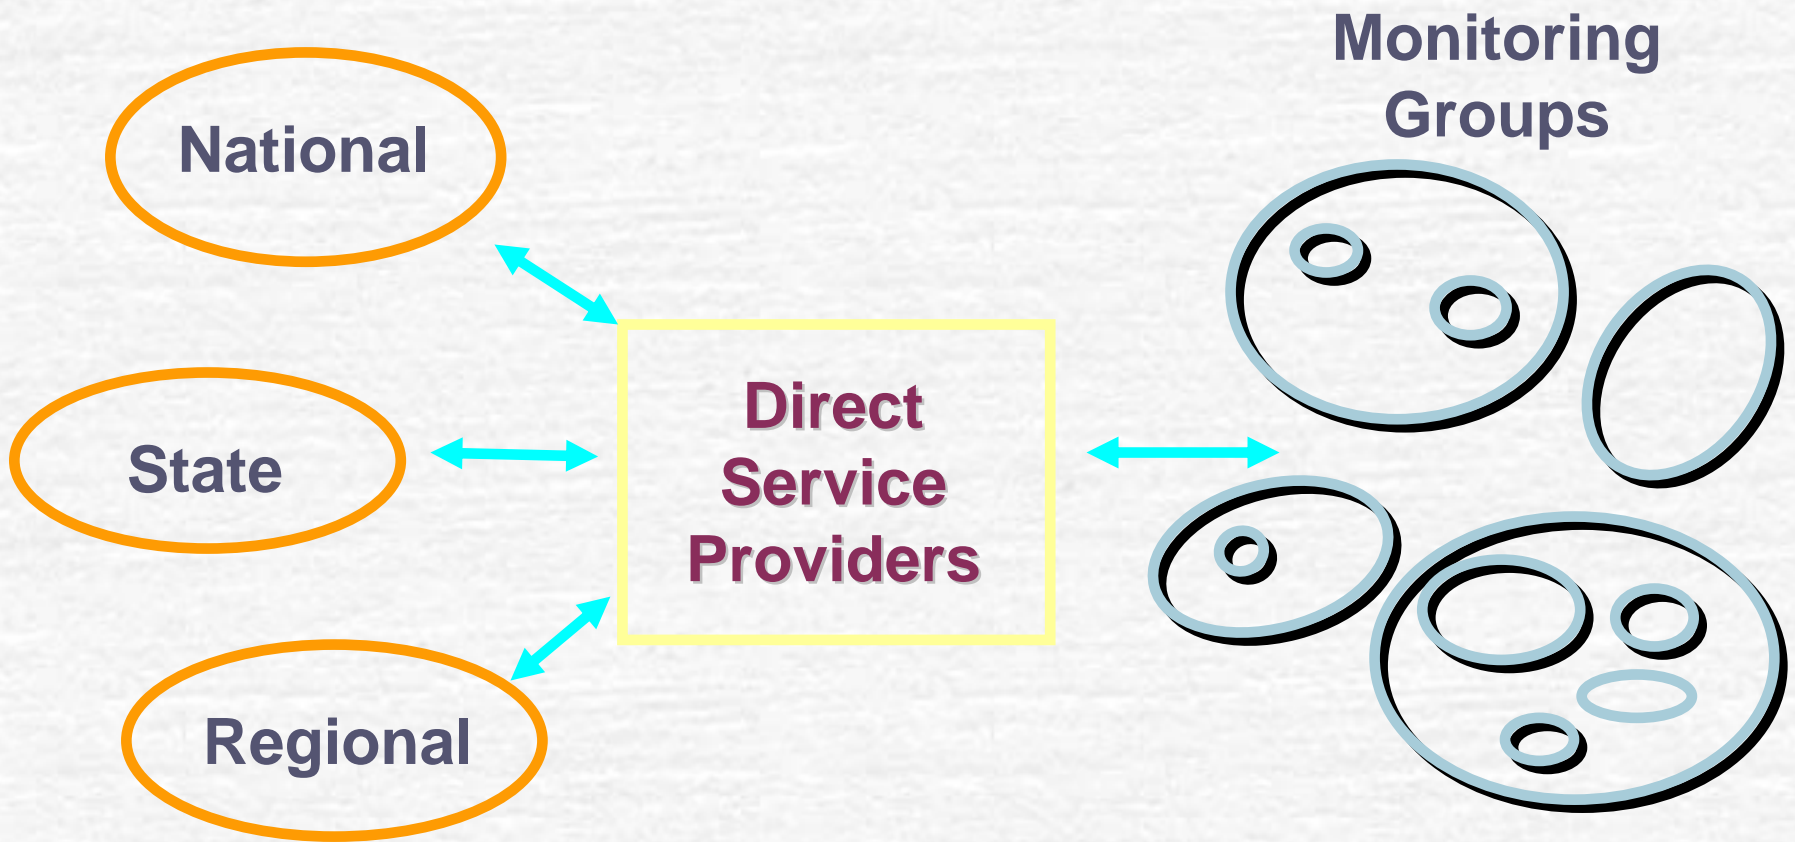 Monitoring
Groups
National
State
Regional
Direct
Service
Providers